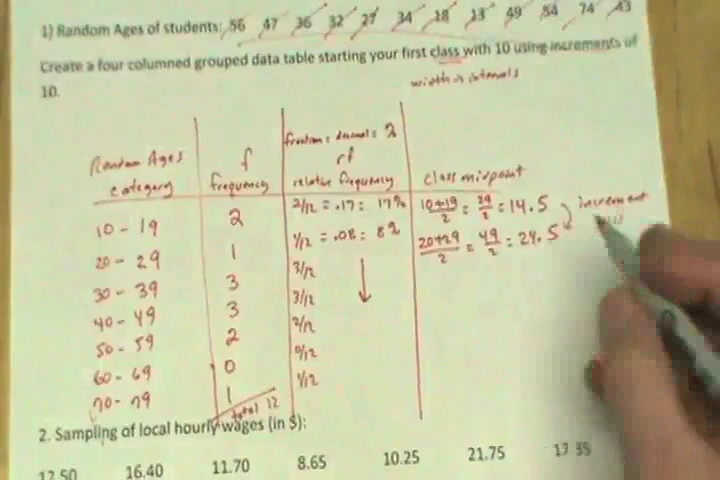 1) Random Ages of students: 56 47 36 32 27 34 18 13 49 54 74 43
Create a four columned grouped data table starting your first class with 10 using increments of
10.
width or intervals
fraction = decimal = %
Random Ages f rf
category frequency relative frequency class midpoint
10 - 19 2 2/12 = .17 = 17% 10+19/2 = 29/2 = 14.5 increment
20 - 29 1 1/12 = .08 = 8% 20+29/2 = 49/2 = 24.5
30 - 39 3 3/12
40 - 49 3 3/12
50 - 59 2 2/12
60 - 69 0 0/12
70 - 79 1 1/12
total 12
2. Sampling of local hourly wages (in $):
12.50 16.40 11.70 8.65 10.25 21.75